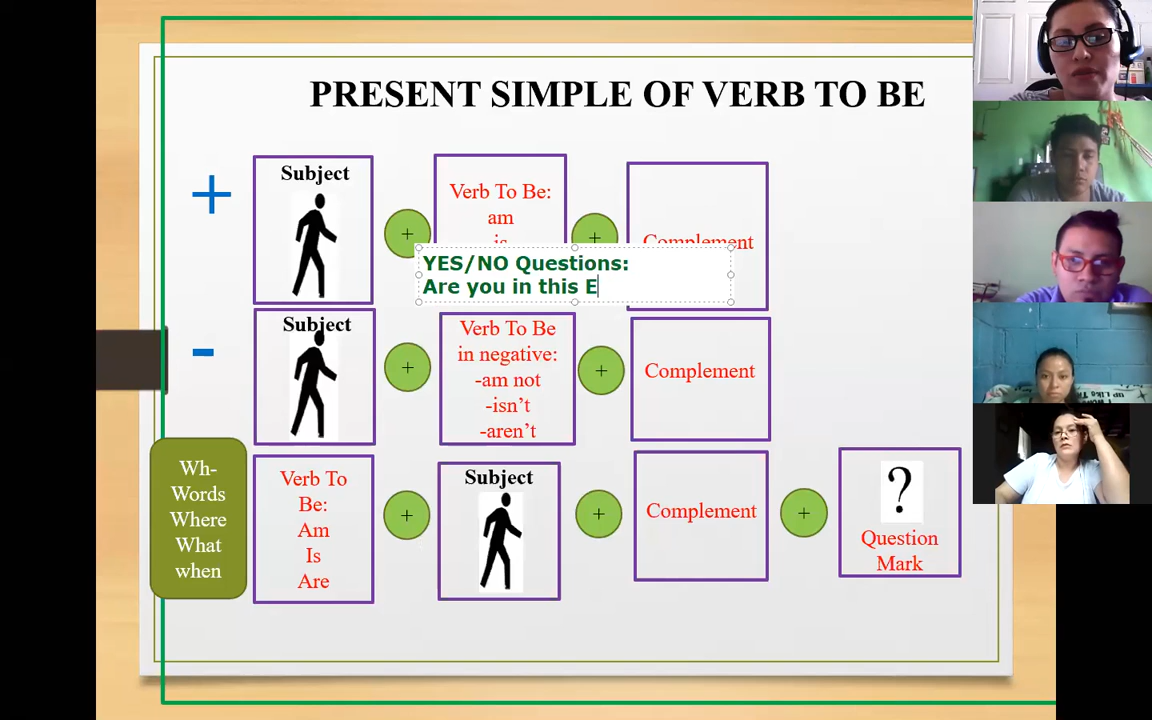 PRESENT SIMPLE OF VERB TO BE
+
Subject
+
Verb To Be:
am
is
+
Complement
YES/NO Questions:
Are you in this E
-
Subject
+
Verb To Be
in negative:
-am not
-isn’t
-aren’t
+
Complement
Wh-
Words
Where
What
when
Verb To
Be:
Am
Is
Are
+
Subject
+
Complement
+
?
Question
Mark